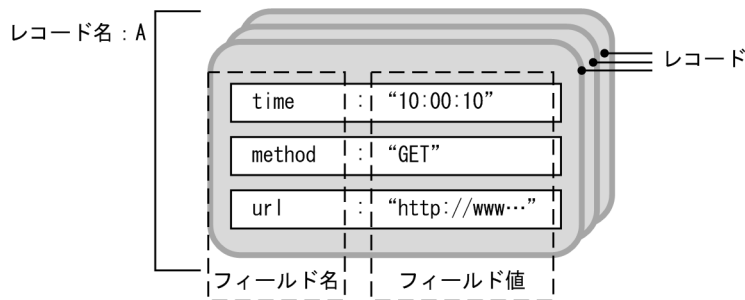 レコード名：A
レコード
time : “10:00:10”
method : “GET”
url : “http://www…”
フィールド名 フィールド値